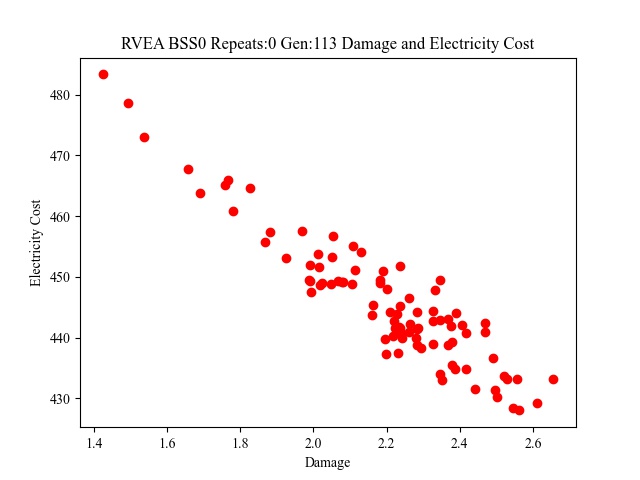 RVEA BSS0 Repeats:0 Gen:113 Damage and Electricity Cost
480
470
460
450
440
430
Electricity Cost
1.4 1.6 1.8 2.0 2.2 2.4 2.6
Damage